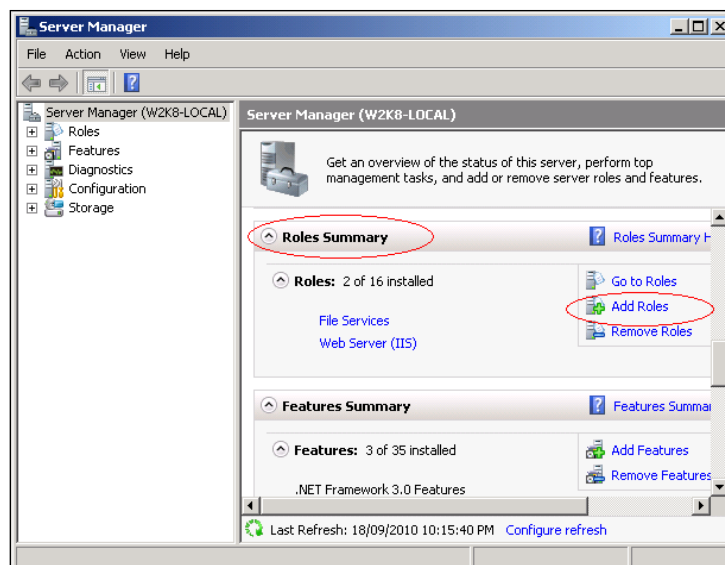 Server Manager
File Action View Help
Server Manager (W2K8-LOCAL)
Roles
Features
Diagnostics
Configuration
Storage
Server Manager (W2K8-LOCAL)
Get an overview of the status of this server, perform top
management tasks, and add or remove server roles and features.
Roles Summary
Roles Summary H
Roles: 2 of 16 installed
Go to Roles
Add Roles
Remove Roles
File Services
Web Server (IIS)
Features Summary
Features Summar
Features: 3 of 35 installed
Add Features
Remove Features
.NET Framework 3.0 Features
Last Refresh: 18/09/2010 10:15:40 PM Configure refresh